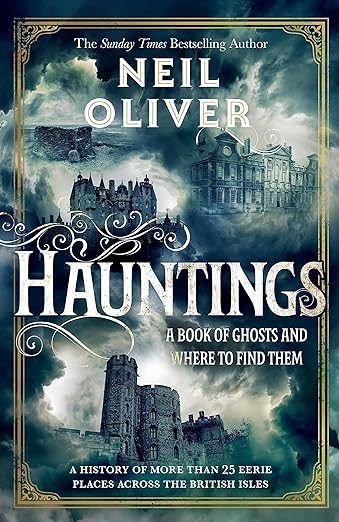 The Sunday Times Bestselling Author
NEIL
OLIVER
HAUNTINGS
A BOOK OF GHOSTS AND
WHERE TO FIND THEM
A HISTORY OF MORE THAN 25 EERIE
PLACES ACROSS THE BRITISH ISLES